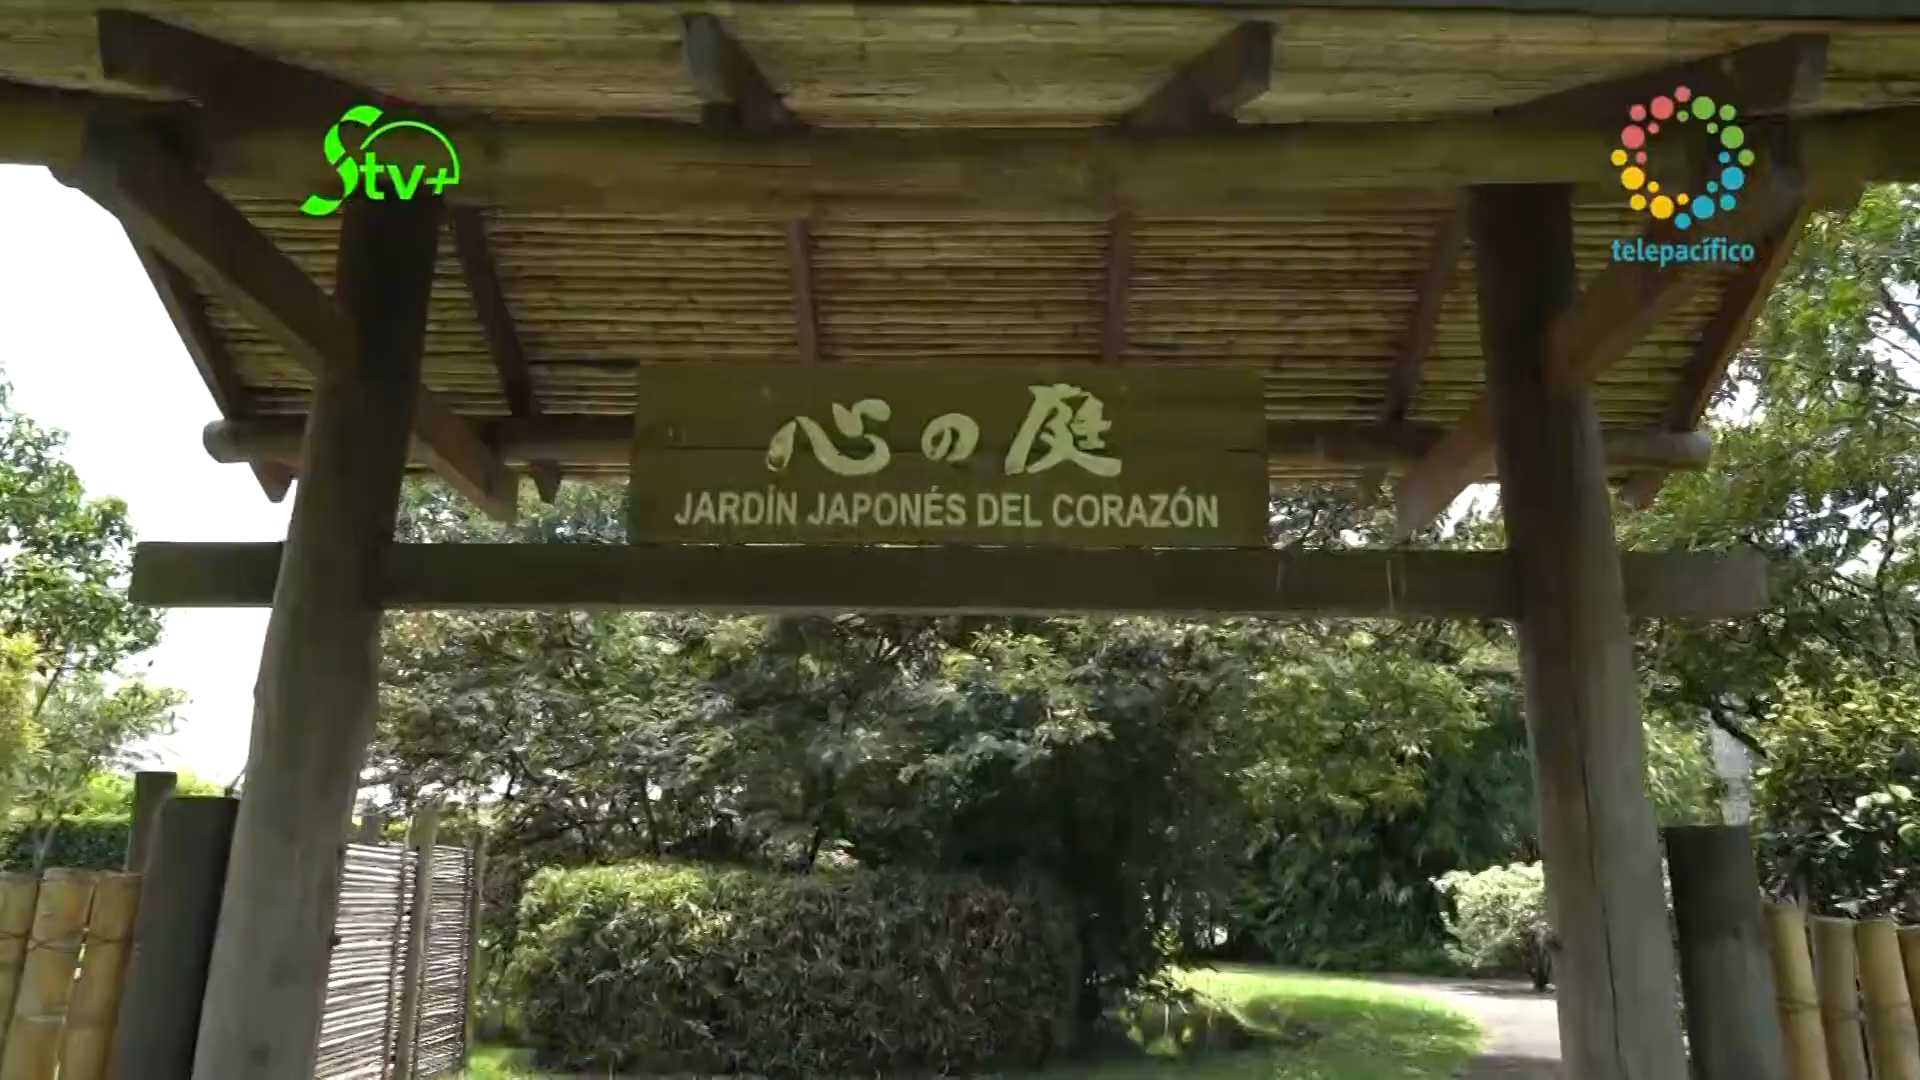 Stv+
telepacífico
心の庭
JARDÍN JAPONÉS DEL CORAZÓN